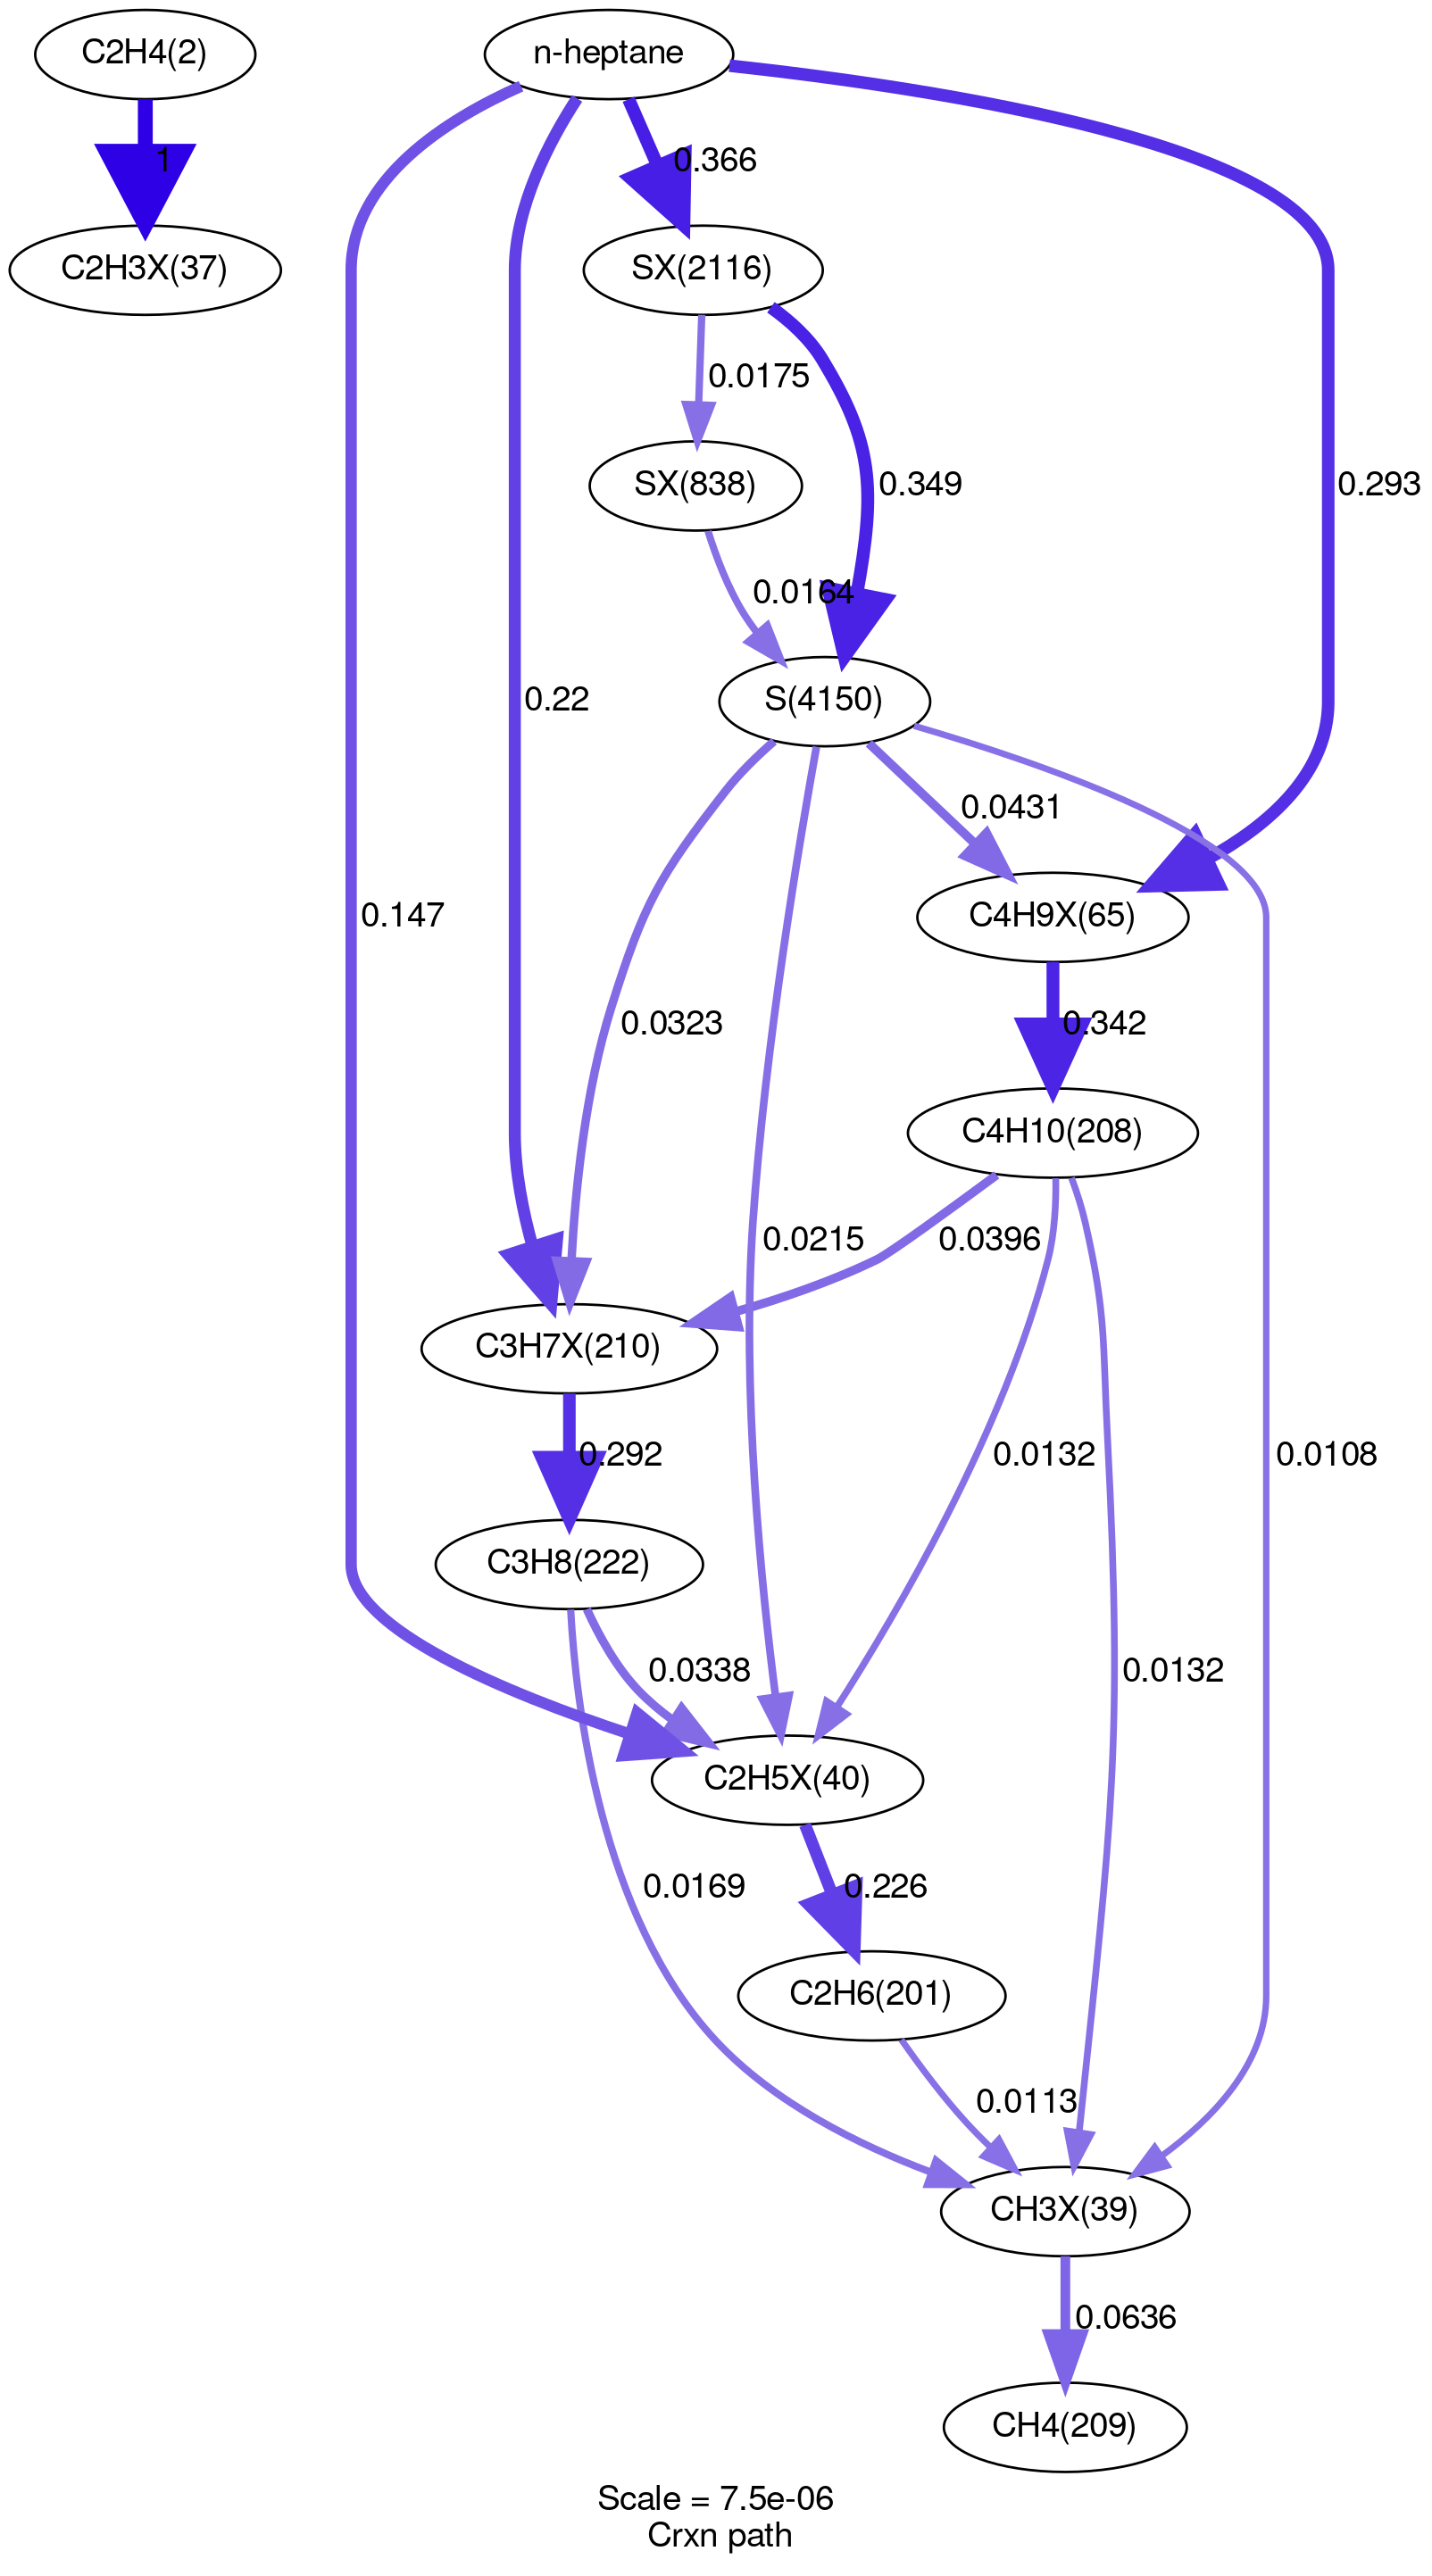 C2H4(2)
n-heptane
1
0.366
C2H3X(37)
SX(2116)
0.0175
0.349
0.293
SX(838)
0.0164
0.22
S(4150)
0.0431
0.147
C4H9X(65)
0.0323
0.342
C4H10(208)
0.0215
0.0396
C3H7X(210)
0.292
0.0132
0.0108
C3H8(222)
0.0338
0.0132
C2H5X(40)
0.0169
0.226
C2H6(201)
0.0113
CH3X(39)
0.0636
CH4(209)
Scale = 7.5e-06
Crxn path